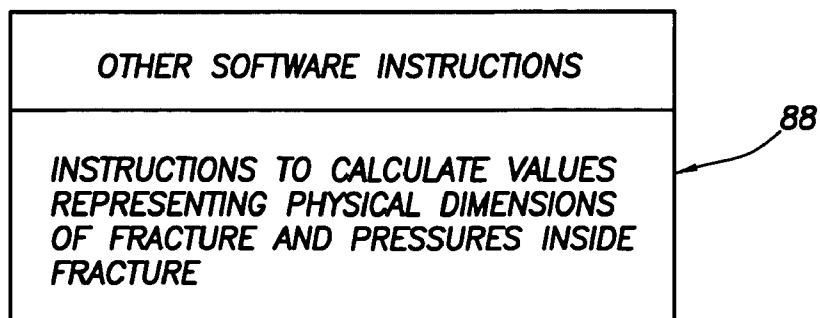 OTHER SOFTWARE INSTRUCTIONS
88
INSTRUCTIONS TO CALCULATE VALUES
REPRESENTING PHYSICAL DIMENSIONS
OF FRACTURE AND PRESSURES INSIDE
FRACTURE